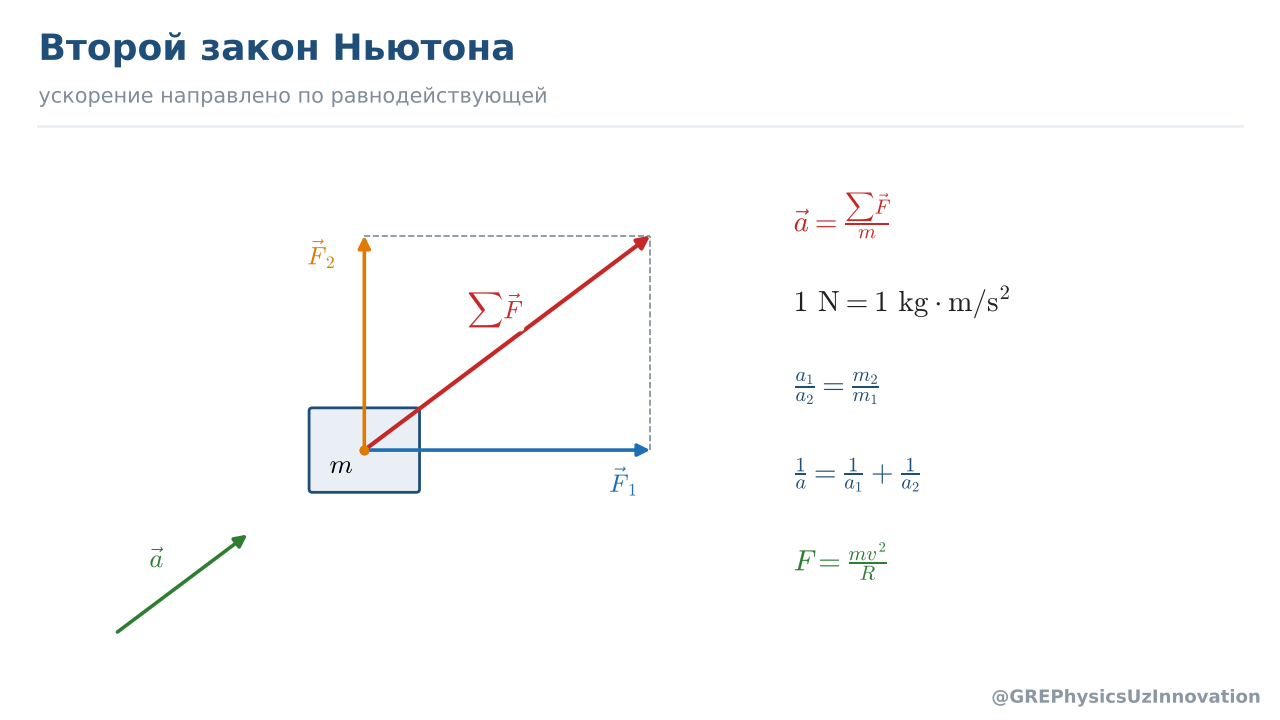 Второй закон Ньютона
ускорение направлено по равнодействующей
F⃗₂
∑F⃗
m
F⃗₁
a⃗
a⃗ = ∑F⃗/m
1 N = 1 kg · m/s²
a₁/a₂ = m₂/m₁
1/a = 1/a₁ + 1/a₂
F = mv²/R
@GREPhysicsUzInnovation